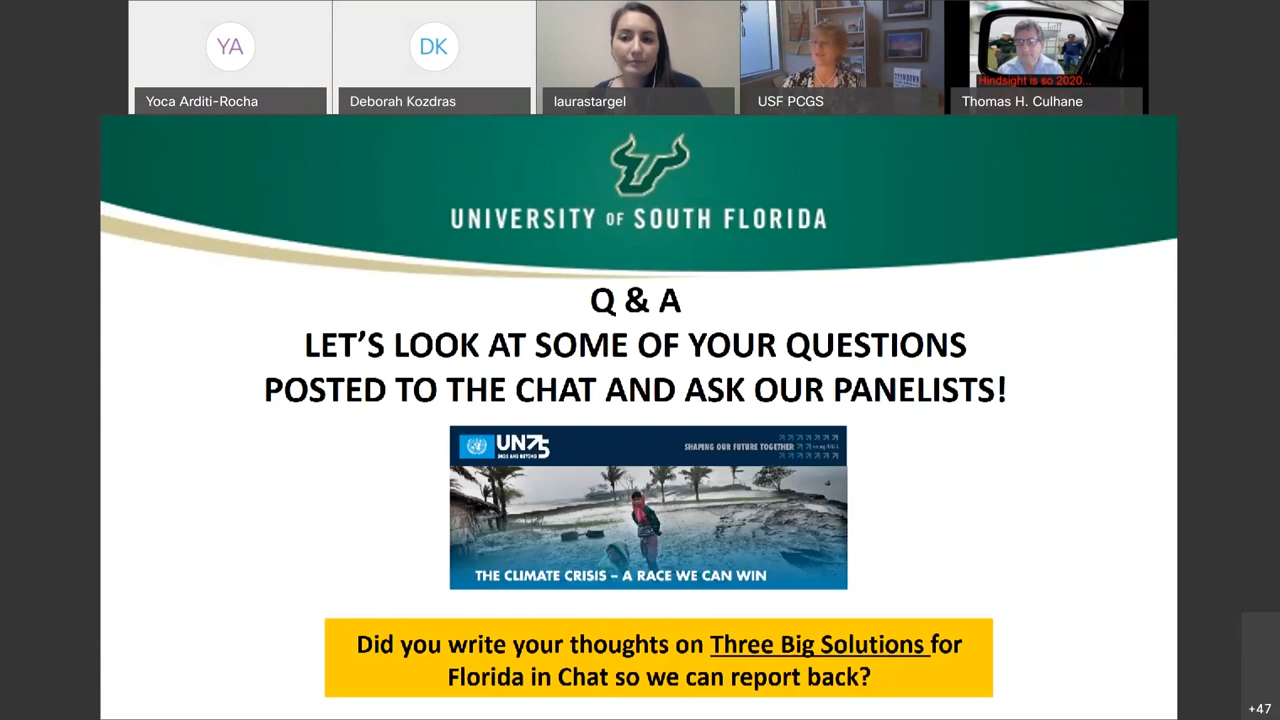 YA
DK
Hindsight is so 2020...
Yoca Arditi-Rocha
Deborah Kozdras
laurastargel
USF PCGS
Thomas H. Culhane
UNIVERSITY OF SOUTH FLORIDA
Q & A
LET'S LOOK AT SOME OF YOUR QUESTIONS
POSTED TO THE CHAT AND ASK OUR PANELISTS!
UN75
2020 AND BEYOND
SHAPING OUR FUTURE TOGETHER
THE CLIMATE CRISIS – A RACE WE CAN WIN
Did you write your thoughts on Three Big Solutions for
Florida in Chat so we can report back?
+47